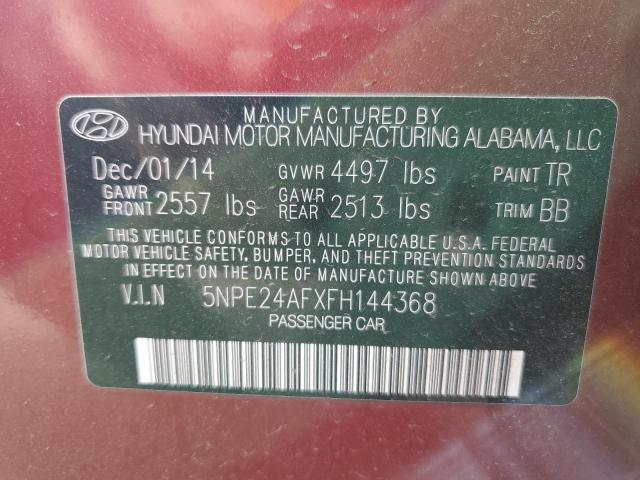 MANUFACTURED BY
HYUNDAI MOTOR MANUFACTURING ALABAMA, LLC
Dec/01/14 GVWR 4497 lbs PAINT TR
GAWR FRONT 2557 lbs GAWR REAR 2513 lbs TRIM BB
THIS VEHICLE CONFORMS TO ALL APPLICABLE U.S.A. FEDERAL
MOTOR VEHICLE SAFETY, BUMPER, AND THEFT PREVENTION STANDARDS
IN EFFECT ON THE DATE OF MANUFACTURE SHOWN ABOVE.
V.I.N 5NPE24AFXFH144368
PASSENGER CAR